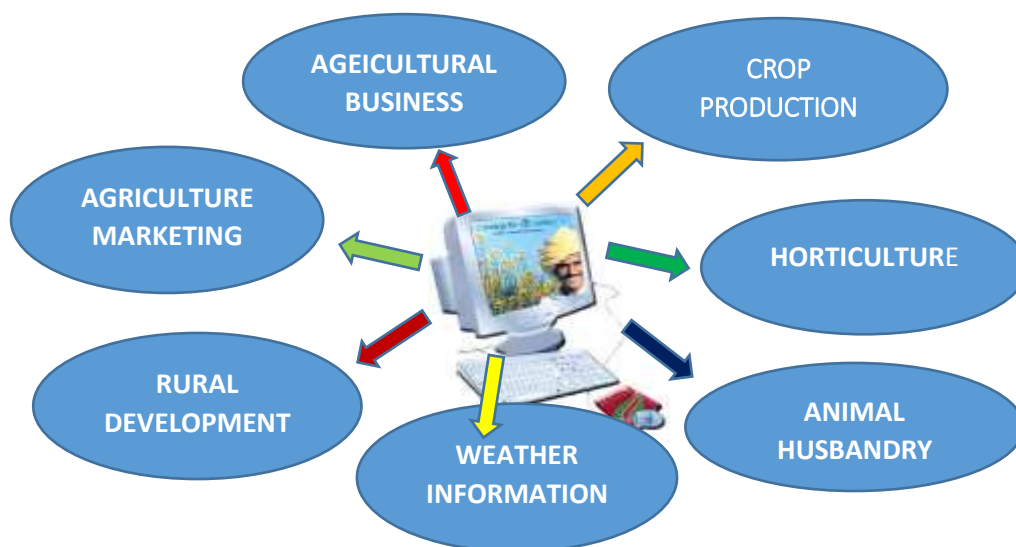 AGEICULTURAL
BUSINESS
CROP
PRODUCTION
AGRICULTURE
MARKETING
HORTICULTURE
RURAL
DEVELOPMENT
ANIMAL
HUSBANDRY
WEATHER
INFORMATION